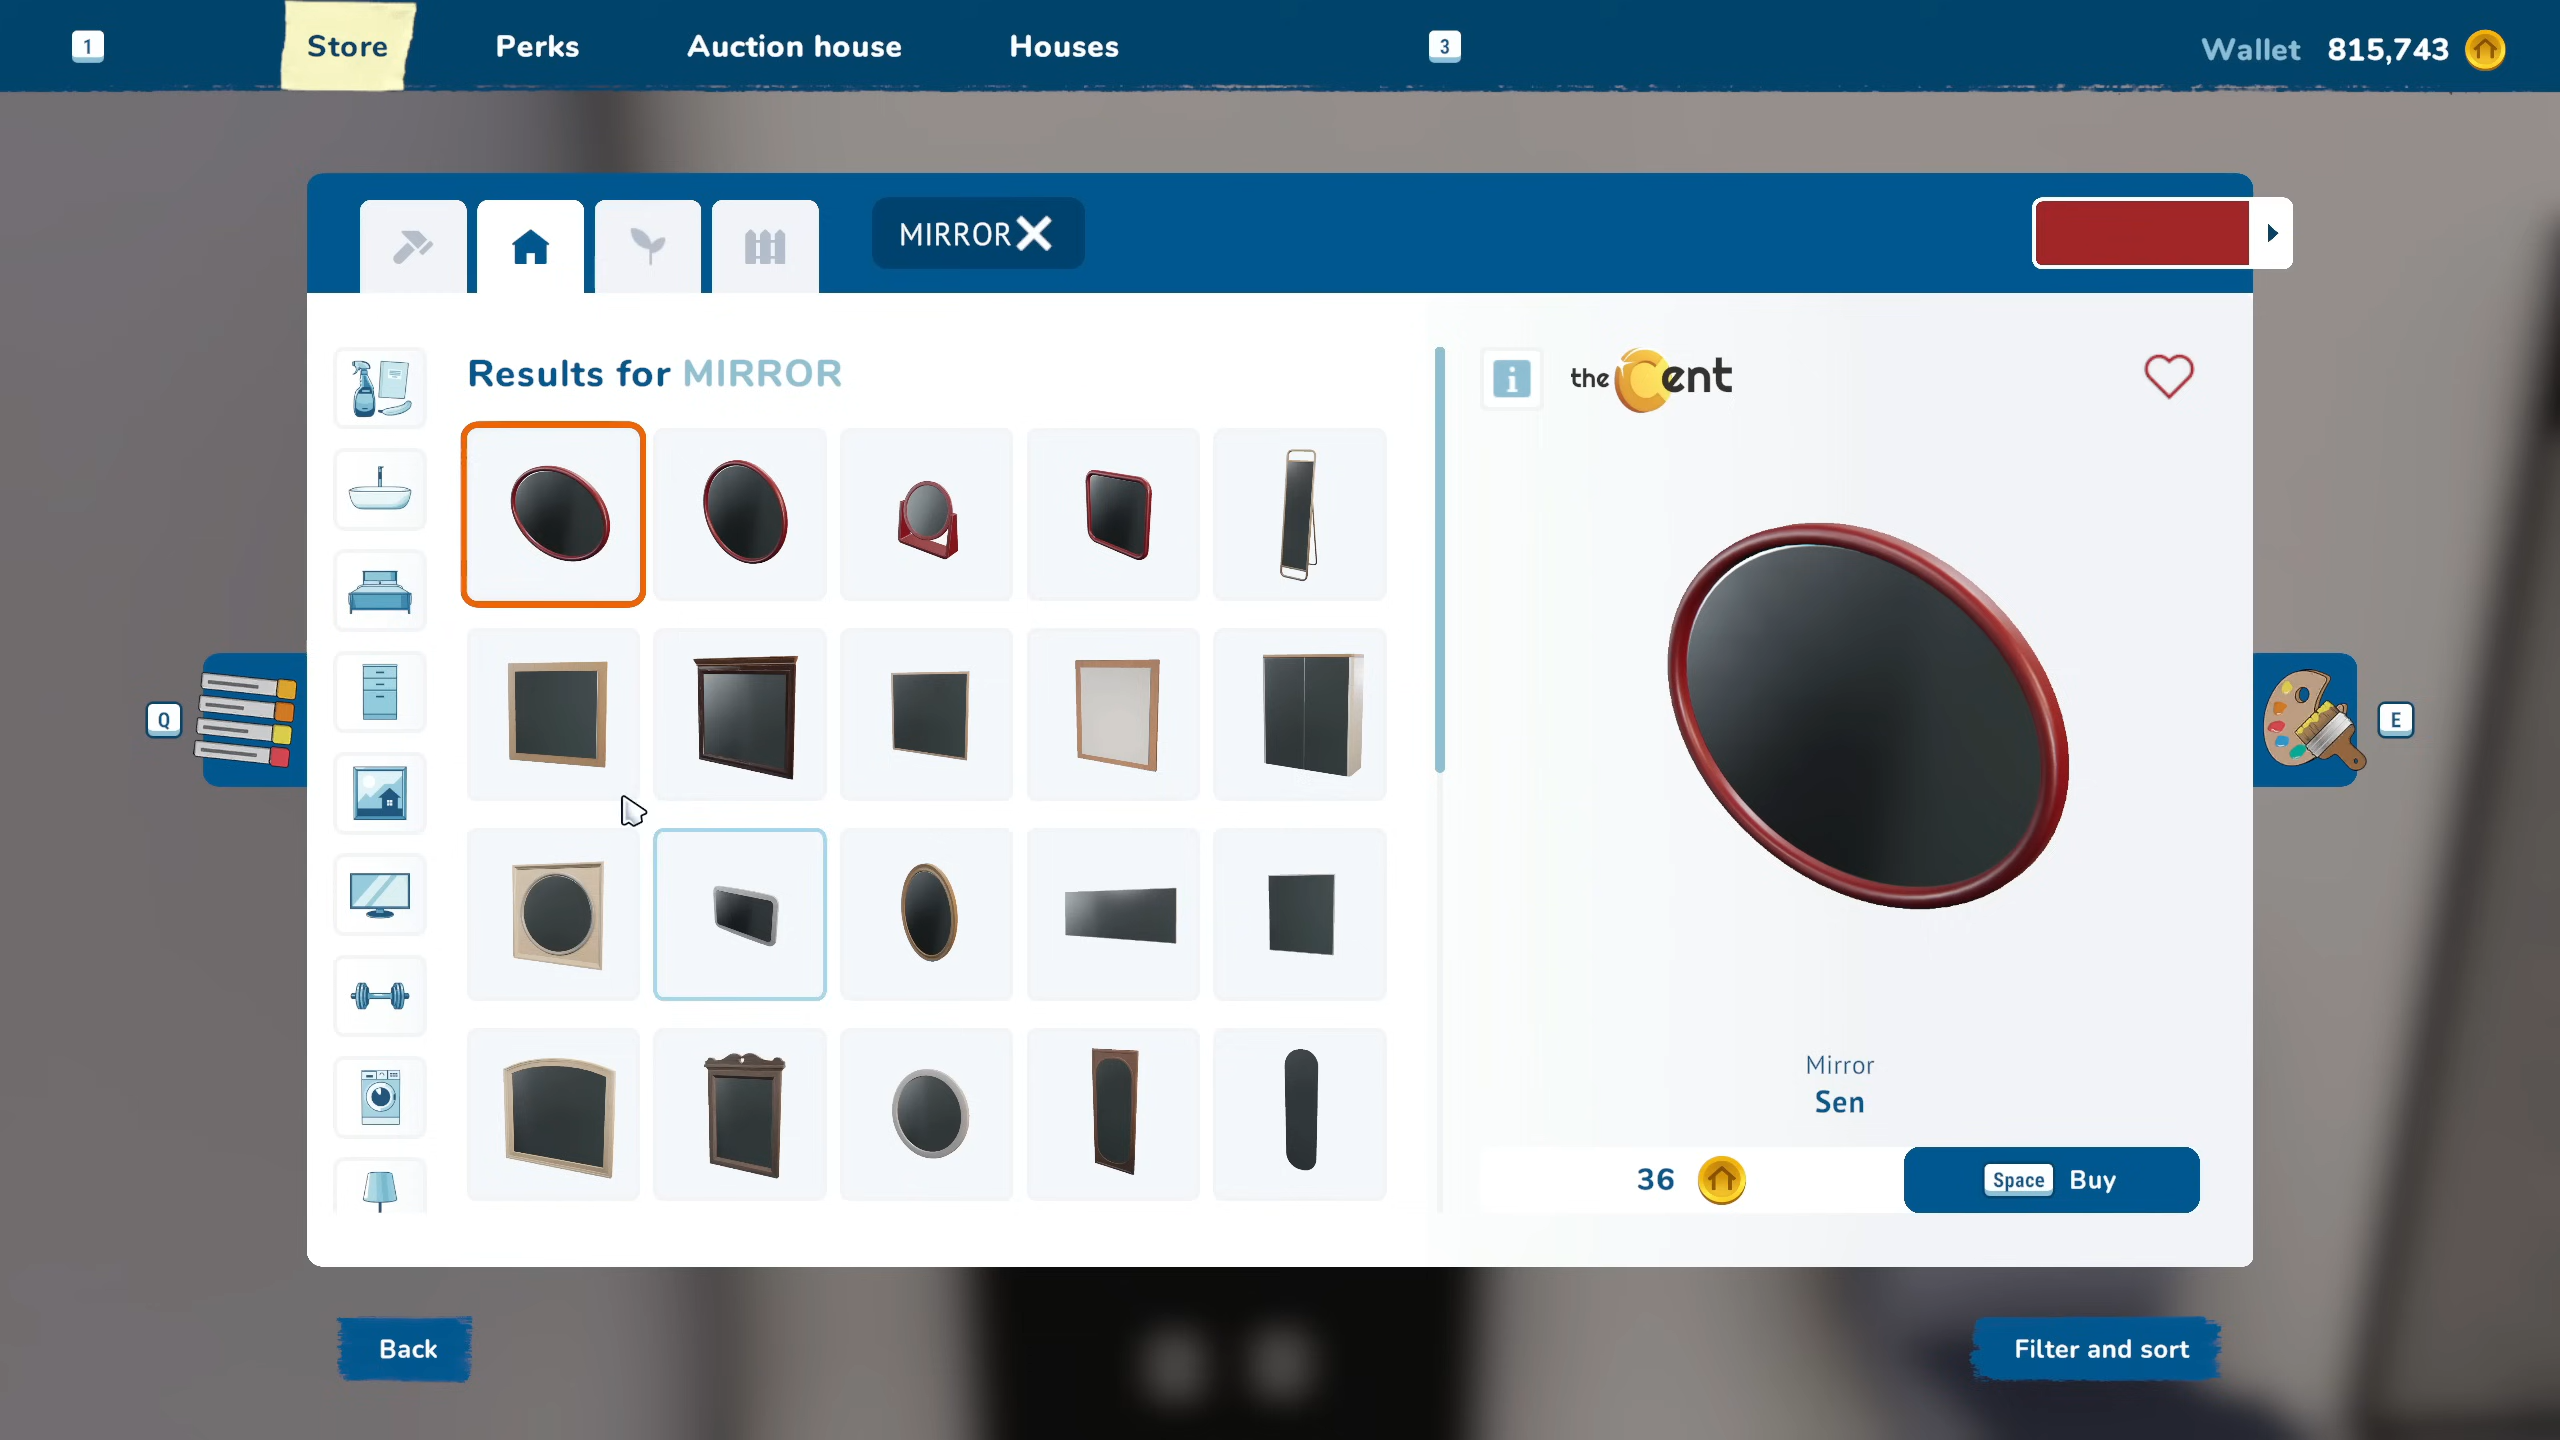 1
Store
Perks
Auction house
Houses
3
Wallet 815,743
MIRROR
Results for MIRROR
i
the Cent
Q
E
Mirror
Sen
36
Space Buy
Back
Filter and sort